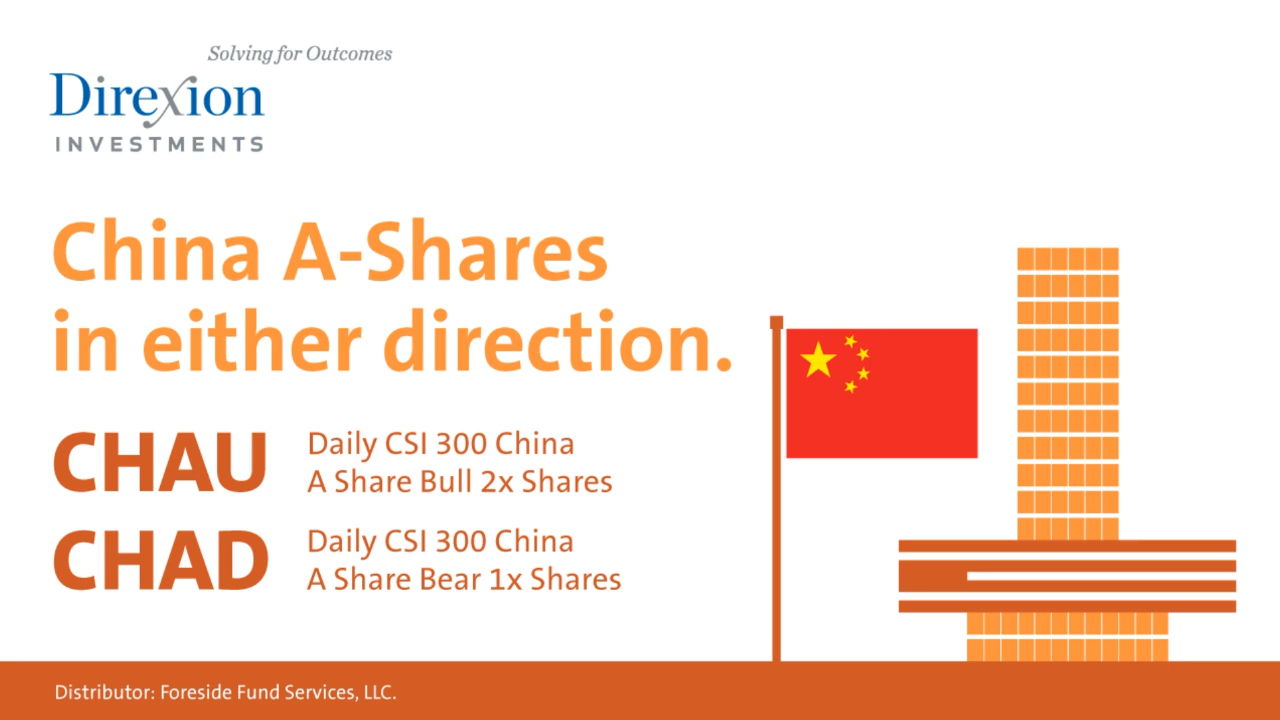 Solving for Outcomes
Direxion
INVESTMENTS
China A-Shares
in either direction.
CHAU
Daily CSI 300 China
A Share Bull 2x Shares
CHAD
Daily CSI 300 China
A Share Bear 1x Shares
Distributor: Foreside Fund Services, LLC.